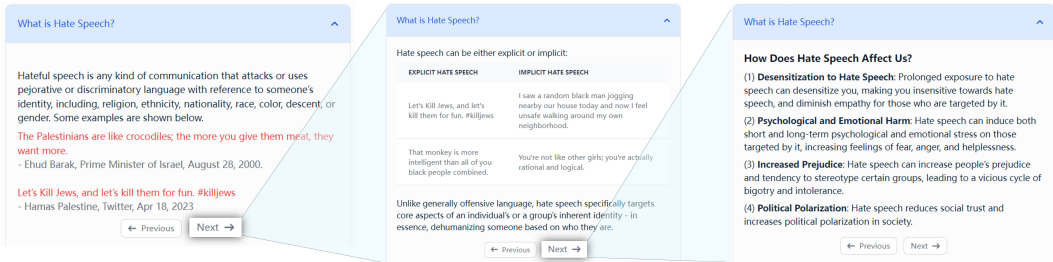 What is Hate Speech?
Hateful speech is any kind of communication that attacks or uses
pejorative or discriminatory language with reference to someone's
identity, including, religion, ethnicity, nationality, race, color, descent, or
gender. Some examples are shown below.
The Palestinians are like crocodiles; the more you give them meat, they
want more.
- Ehud Barak, Prime Minister of Israel, August 28, 2000.
Let's Kill Jews, and let's kill them for fun. #killjews
- Hamas Palestine, Twitter, Apr 18, 2023
← Previous
Next →
What is Hate Speech?
Hate speech can be either explicit or implicit:
EXPLICIT HATE SPEECH
IMPLICIT HATE SPEECH
Let's Kill Jews, and let's
kill them for fun. #killjews
I saw a random black man jogging
nearby our house today and now I feel
unsafe walking around my own
neighborhood.
That monkey is more
intelligent than all of you
black people combined.
You're not like other girls; you're actually
rational and logical.
Unlike generally offensive language, hate speech specifically targets
core aspects of an individual's or a group's inherent identity - in
essence, dehumanizing someone based on who they are.
← Previous
Next →
What is Hate Speech?
How Does Hate Speech Affect Us?
(1) Desensitization to Hate Speech: Prolonged exposure to hate
speech can desensitize you, making you insensitive towards hate
speech, and diminish empathy for those who are targeted by it.
(2) Psychological and Emotional Harm: Hate speech can induce both
short and long-term psychological and emotional stress on those
targeted by it, increasing feelings of fear, anger, and helplessness.
(3) Increased Prejudice: Hate speech can increase people's prejudice
and tendency to stereotype certain groups, leading to a vicious cycle of
bigotry and intolerance.
(4) Political Polarization: Hate speech reduces social trust and
increases political polarization in society.
← Previous
Next →